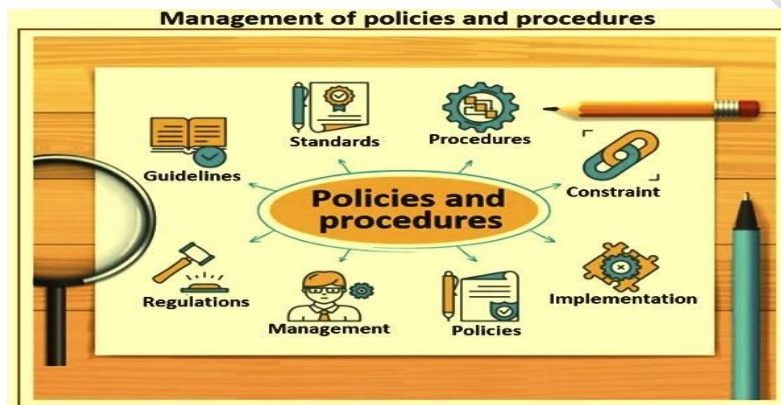 Management of policies and procedures
Standards
Procedures
Guidelines
Constraint
Policies and
procedures
Regulations
Management
Policies
Implementation